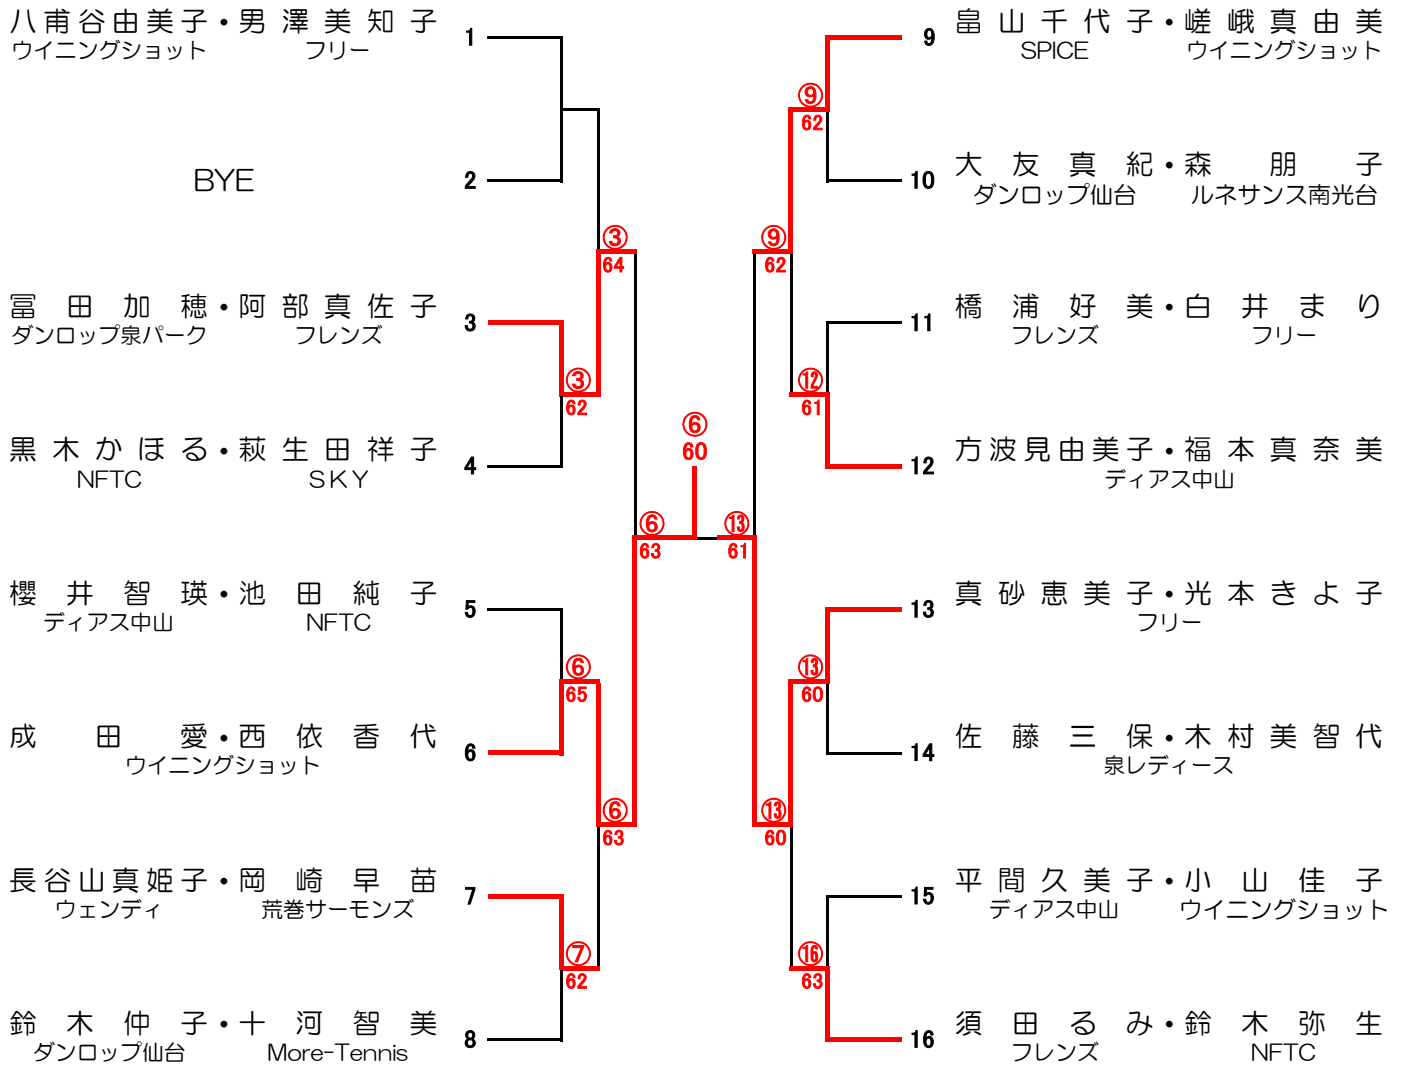 八甫谷由美子・男澤美知子 1
ウイニングショット フリー
BYE 2
冨田加穂・阿部真佐子 3
ダンロップ泉パーク フレンズ
黒木かほる・萩生田祥子 4
NFTC SKY
櫻井智瑛・池田純子 5
ディアス中山 NFTC
成田愛・西依香代 6
ウイニングショット
長谷山真姫子・岡崎早苗 7
ウェンディ 荒巻サーモンズ
鈴木仲子・十河智美 8
ダンロップ仙台 More-Tennis
③
64
③
62
⑥
65
⑥
63
⑦
62
⑥
63
⑥
60
⑬
61
⑨
62
⑨
62
⑫
61
⑬
60
⑬
60
⑯
63
9 畠山千代子・嵯峨真由美
SPICE ウイニングショット
10 大友真紀・森朋子
ダンロップ仙台 ルネサンス南光台
11 橋浦好美・白井まり
フレンズ フリー
12 方波見由美子・福本真奈美
ディアス中山
13 真砂恵美子・光本きよ子
フリー
14 佐藤三保・木村美智代
泉レディース
15 平間久美子・小山佳子
ディアス中山 ウイニングショット
16 須田るみ・鈴木弥生
フレンズ NFTC